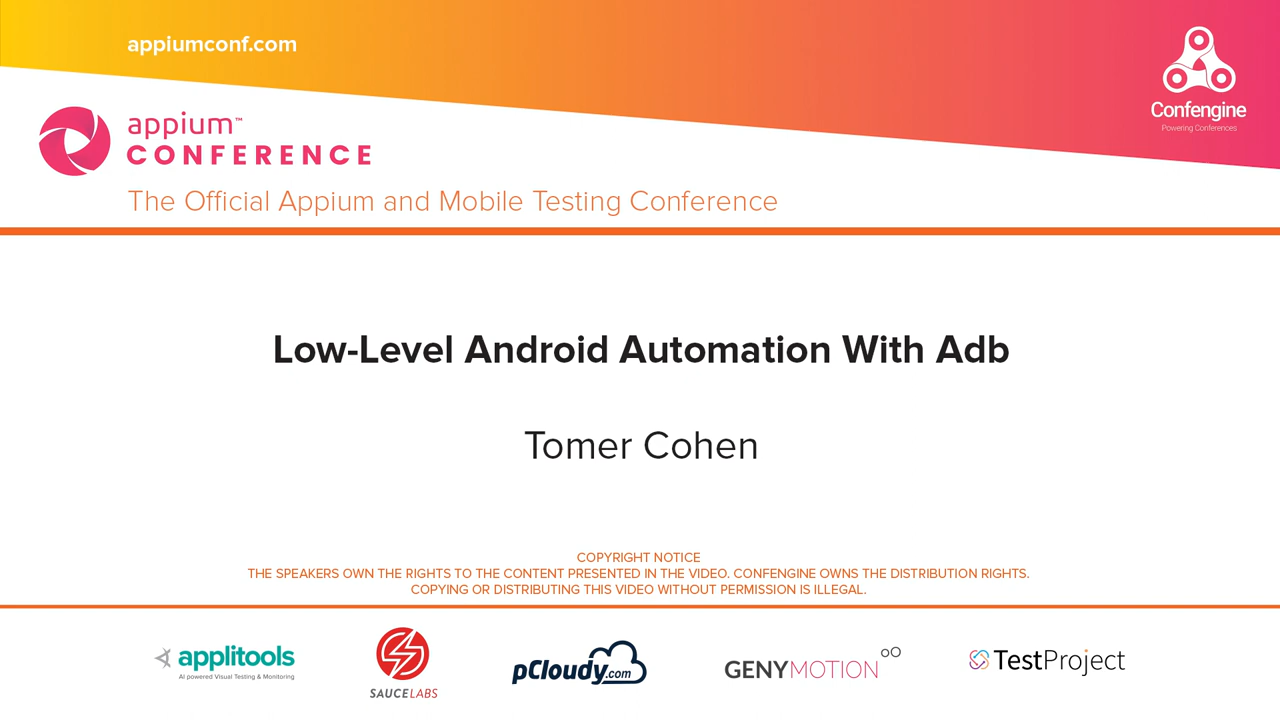 appiumconf.com
Confengine
Powering Conferences
appium™
CONFERENCE
The Official Appium and Mobile Testing Conference
Low-Level Android Automation With Adb
Tomer Cohen
COPYRIGHT NOTICE
THE SPEAKERS OWN THE RIGHTS TO THE CONTENT PRESENTED IN THE VIDEO. CONFENGINE OWNS THE DISTRIBUTION RIGHTS.
COPYING OR DISTRIBUTING THIS VIDEO WITHOUT PERMISSION IS ILLEGAL.
applitools
AI powered Visual Testing & Monitoring
SAUCELABS
pCloudy.com
GENYMOTION
TestProject